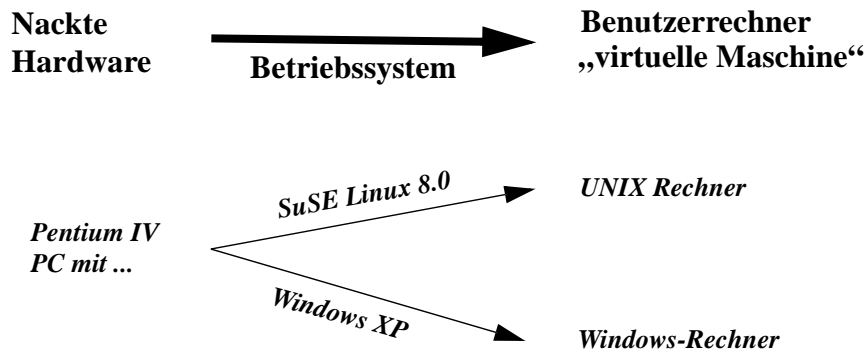 Nackte
Hardware
Betriebssystem
Benutzerrechner
„virtuelle Maschine“
Pentium IV
PC mit ...
SuSE Linux 8.0
UNIX Rechner
Windows XP
Windows-Rechner